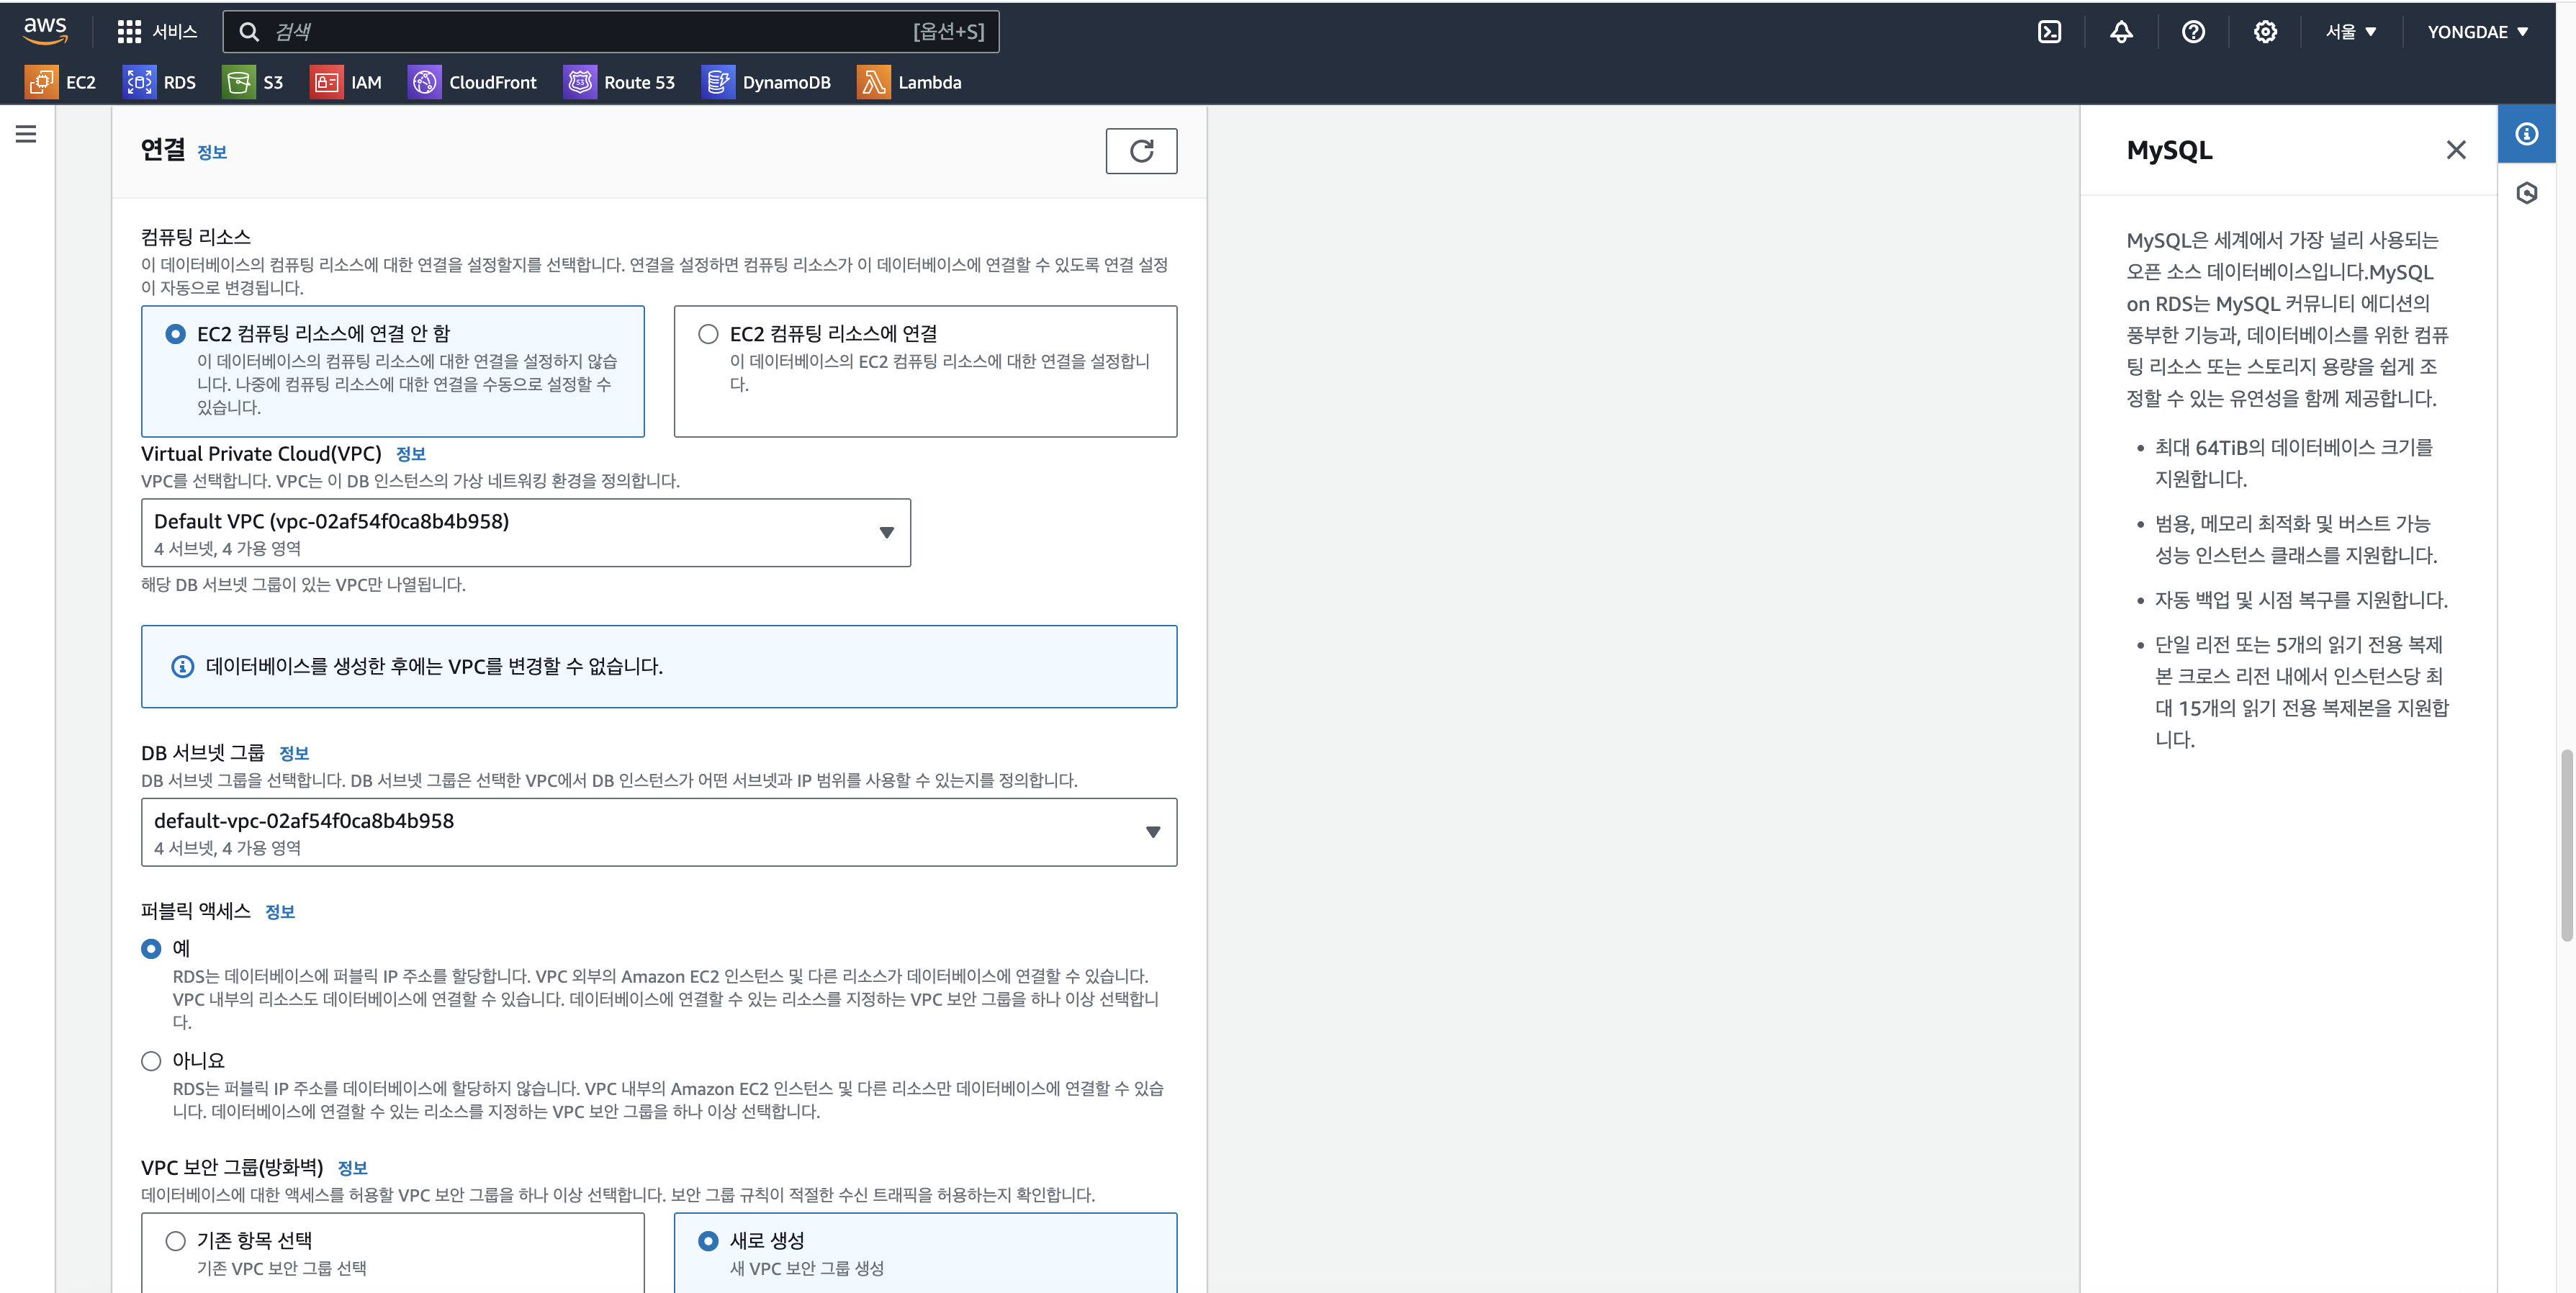 aws
서비스
검색
[옵션+S]
서울 ▼
YONGDAE ▼
EC2
RDS
S3
IAM
CloudFront
Route 53
DynamoDB
Lambda
연결 정보
컴퓨팅 리소스
이 데이터베이스의 컴퓨팅 리소스에 대한 연결을 설정할지를 선택합니다. 연결을 설정하면 컴퓨팅 리소스가 이 데이터베이스에 연결할 수 있도록 연결 설정
이 자동으로 변경됩니다.
EC2 컴퓨팅 리소스에 연결 안 함
이 데이터베이스의 컴퓨팅 리소스에 대한 연결을 설정하지 않습
니다. 나중에 컴퓨팅 리소스에 대한 연결을 수동으로 설정할 수
있습니다.
EC2 컴퓨팅 리소스에 연결
이 데이터베이스의 EC2 컴퓨팅 리소스에 대한 연결을 설정합니
다.
Virtual Private Cloud(VPC) 정보
VPC를 선택합니다. VPC는 이 DB 인스턴스의 가상 네트워킹 환경을 정의합니다.
Default VPC (vpc-02af54f0ca8b4b958)
4 서브넷, 4 가용 영역
해당 DB 서브넷 그룹이 있는 VPC만 나열됩니다.
데이터베이스를 생성한 후에는 VPC를 변경할 수 없습니다.
DB 서브넷 그룹 정보
DB 서브넷 그룹을 선택합니다. DB 서브넷 그룹은 선택한 VPC에서 DB 인스턴스가 어떤 서브넷과 IP 범위를 사용할 수 있는지를 정의합니다.
default-vpc-02af54f0ca8b4b958
4 서브넷, 4 가용 영역
퍼블릭 액세스 정보
예
RDS는 데이터베이스에 퍼블릭 IP 주소를 할당합니다. VPC 외부의 Amazon EC2 인스턴스 및 다른 리소스가 데이터베이스에 연결할 수 있습니다.
VPC 내부의 리소스도 데이터베이스에 연결할 수 있습니다. 데이터베이스에 연결할 수 있는 리소스를 지정하는 VPC 보안 그룹을 하나 이상 선택합니
다.
아니요
RDS는 퍼블릭 IP 주소를 데이터베이스에 할당하지 않습니다. VPC 내부의 Amazon EC2 인스턴스 및 다른 리소스만 데이터베이스에 연결할 수 있습
니다. 데이터베이스에 연결할 수 있는 리소스를 지정하는 VPC 보안 그룹을 하나 이상 선택합니다.
VPC 보안 그룹(방화벽) 정보
데이터베이스에 대한 액세스를 허용할 VPC 보안 그룹을 하나 이상 선택합니다. 보안 그룹 규칙이 적절한 수신 트래픽을 허용하는지 확인합니다.
기존 항목 선택
기존 VPC 보안 그룹 선택
새로 생성
새 VPC 보안 그룹 생성
MySQL
MySQL은 세계에서 가장 널리 사용되는
오픈 소스 데이터베이스입니다.MySQL
on RDS는 MySQL 커뮤니티 에디션의
풍부한 기능과, 데이터베이스를 위한 컴퓨
팅 리소스 또는 스토리지 용량을 쉽게 조
정할 수 있는 유연성을 함께 제공합니다.
• 최대 64TiB의 데이터베이스 크기를
지원합니다.
• 범용, 메모리 최적화 및 버스트 가능
성능 인스턴스 클래스를 지원합니다.
• 자동 백업 및 시점 복구를 지원합니다.
• 단일 리전 또는 5개의 읽기 전용 복제
본 크로스 리전 내에서 인스턴스당 최
대 15개의 읽기 전용 복제본을 지원합
니다.